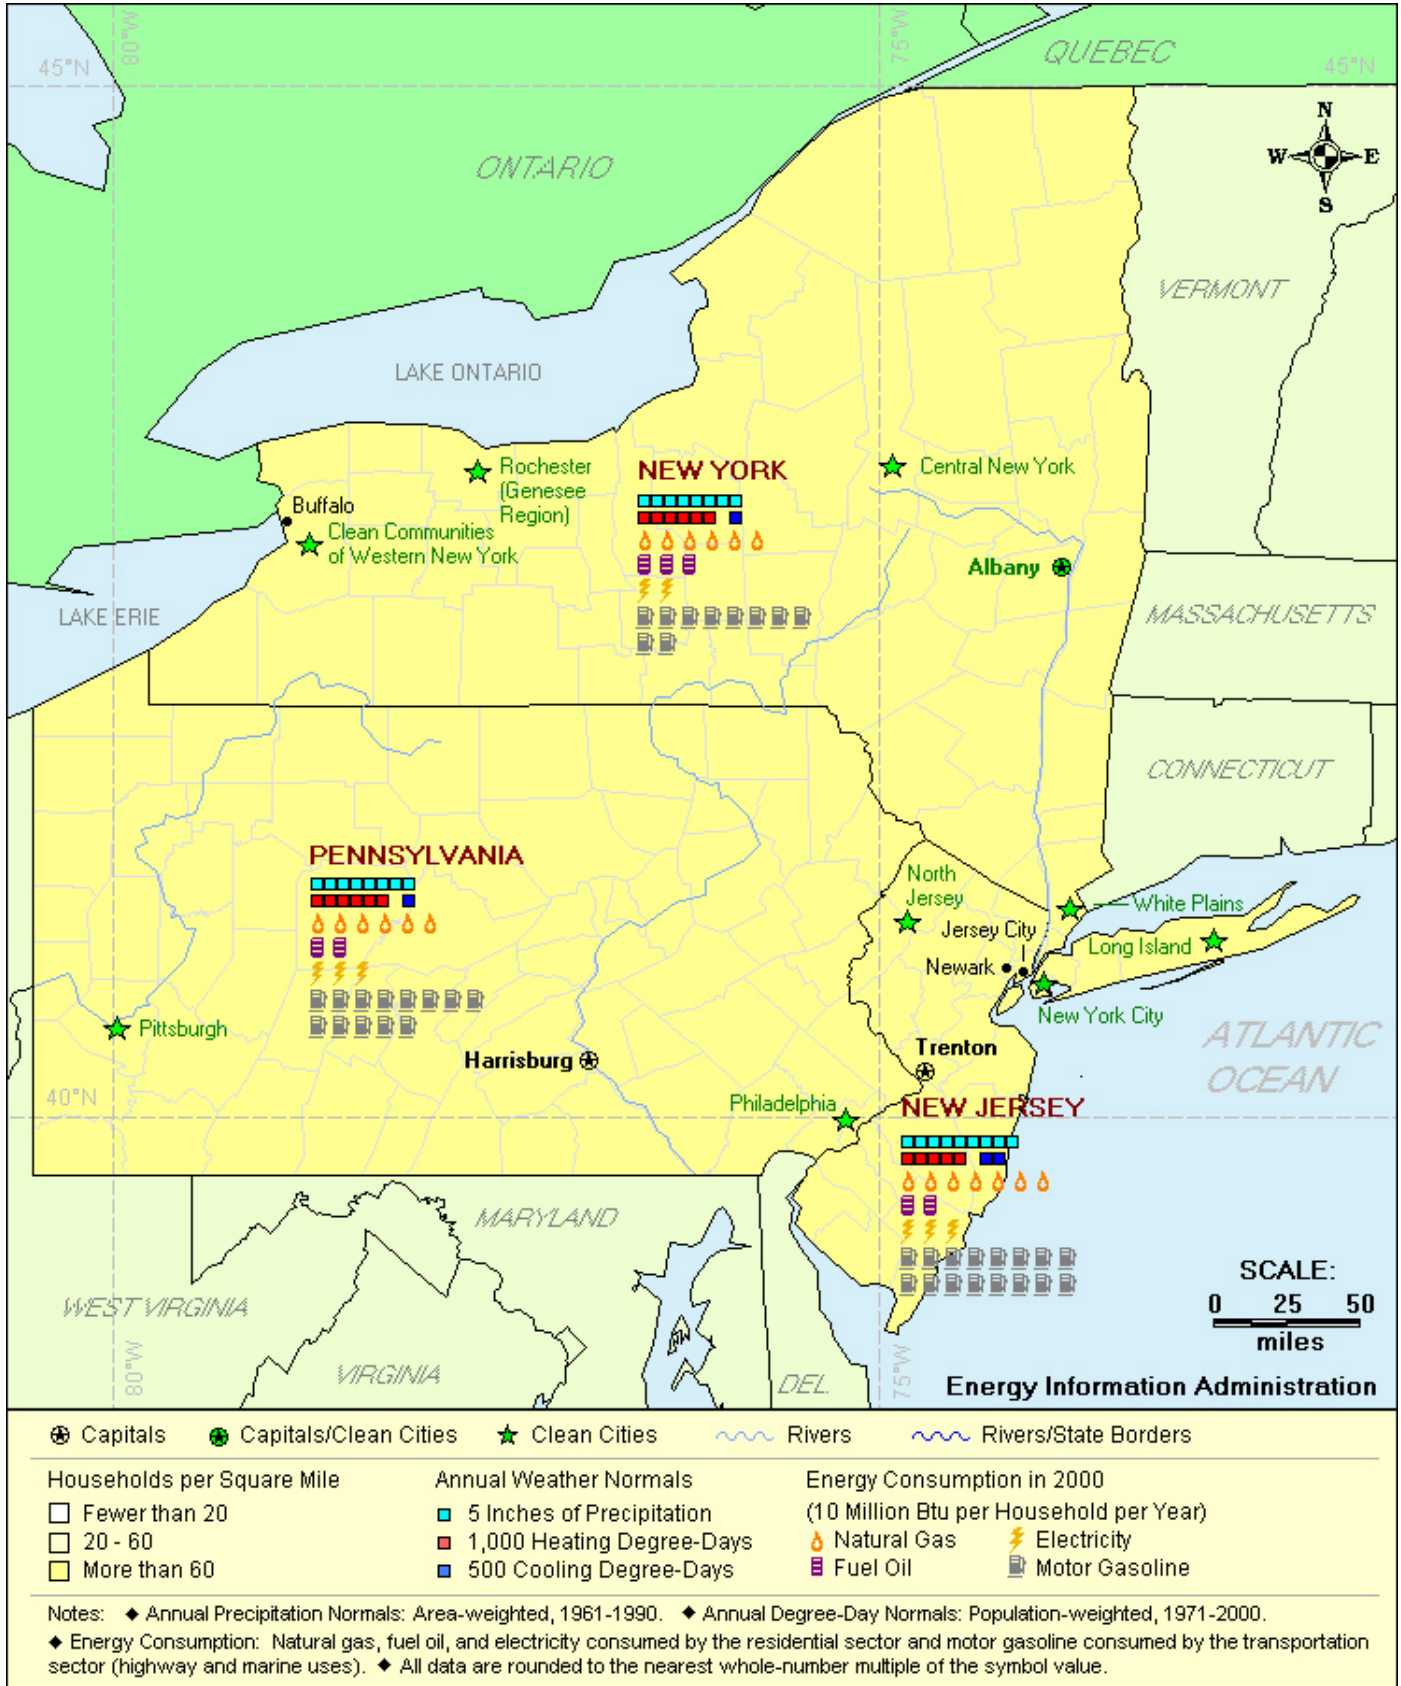 80°W
75°W
QUEBEC
45°N
45°N
N
W
E
S
ONTARIO
VERMONT
LAKE ONTARIO
Rochester
(Genesee
Region)
NEW YORK
Central New York
Buffalo
Clean Communities
of Western New York
Albany
LAKE ERIE
MASSACHUSETTS
CONNECTICUT
PENNSYLVANIA
North
Jersey
White Plains
Jersey City
Long Island
Newark
New York City
Pittsburgh
ATLANTIC
OCEAN
Harrisburg
Trenton
40°N
Philadelphia
NEW JERSEY
MARYLAND
WEST VIRGINIA
SCALE:
0 25 50
miles
VIRGINIA
80°W
DEL.
75°W
Energy Information Administration
Capitals Capitals/Clean Cities Clean Cities Rivers Rivers/State Borders
Households per Square Mile
Fewer than 20
20 - 60
More than 60
Annual Weather Normals
5 Inches of Precipitation
1,000 Heating Degree-Days
500 Cooling Degree-Days
Energy Consumption in 2000
(10 Million Btu per Household per Year)
Natural Gas Electricity
Fuel Oil Motor Gasoline
Notes: ◆ Annual Precipitation Normals: Area-weighted, 1961-1990. ◆ Annual Degree-Day Normals: Population-weighted, 1971-2000.
◆ Energy Consumption: Natural gas, fuel oil, and electricity consumed by the residential sector and motor gasoline consumed by the transportation
sector (highway and marine uses). ◆ All data are rounded to the nearest whole-number multiple of the symbol value.